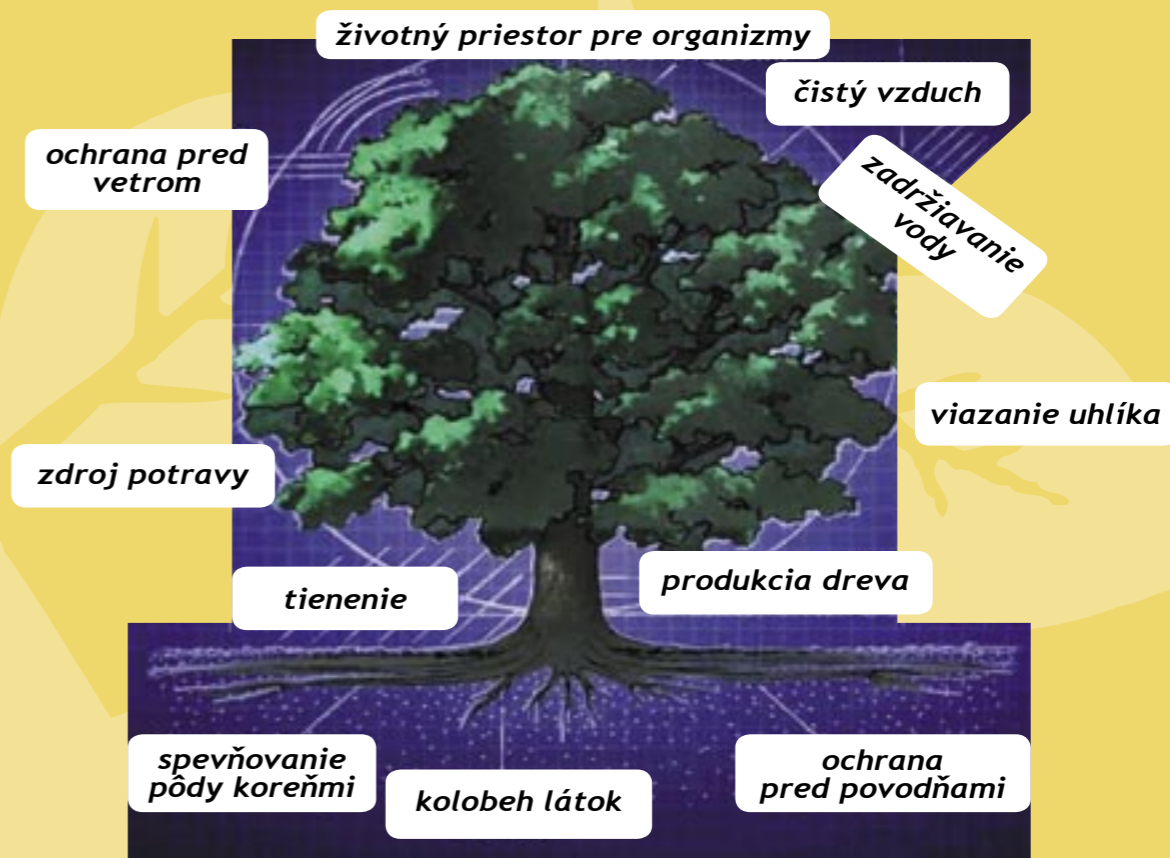 životný priestor pre organizmy
čistý vzduch
ochrana pred
vetrom
zadržiavanie
vody
viazanie uhlíka
zdroj potravy
produkcia dreva
tienenie
spevňovanie
pôdy koreňmi
kolobeh látok
ochrana
pred povodňami